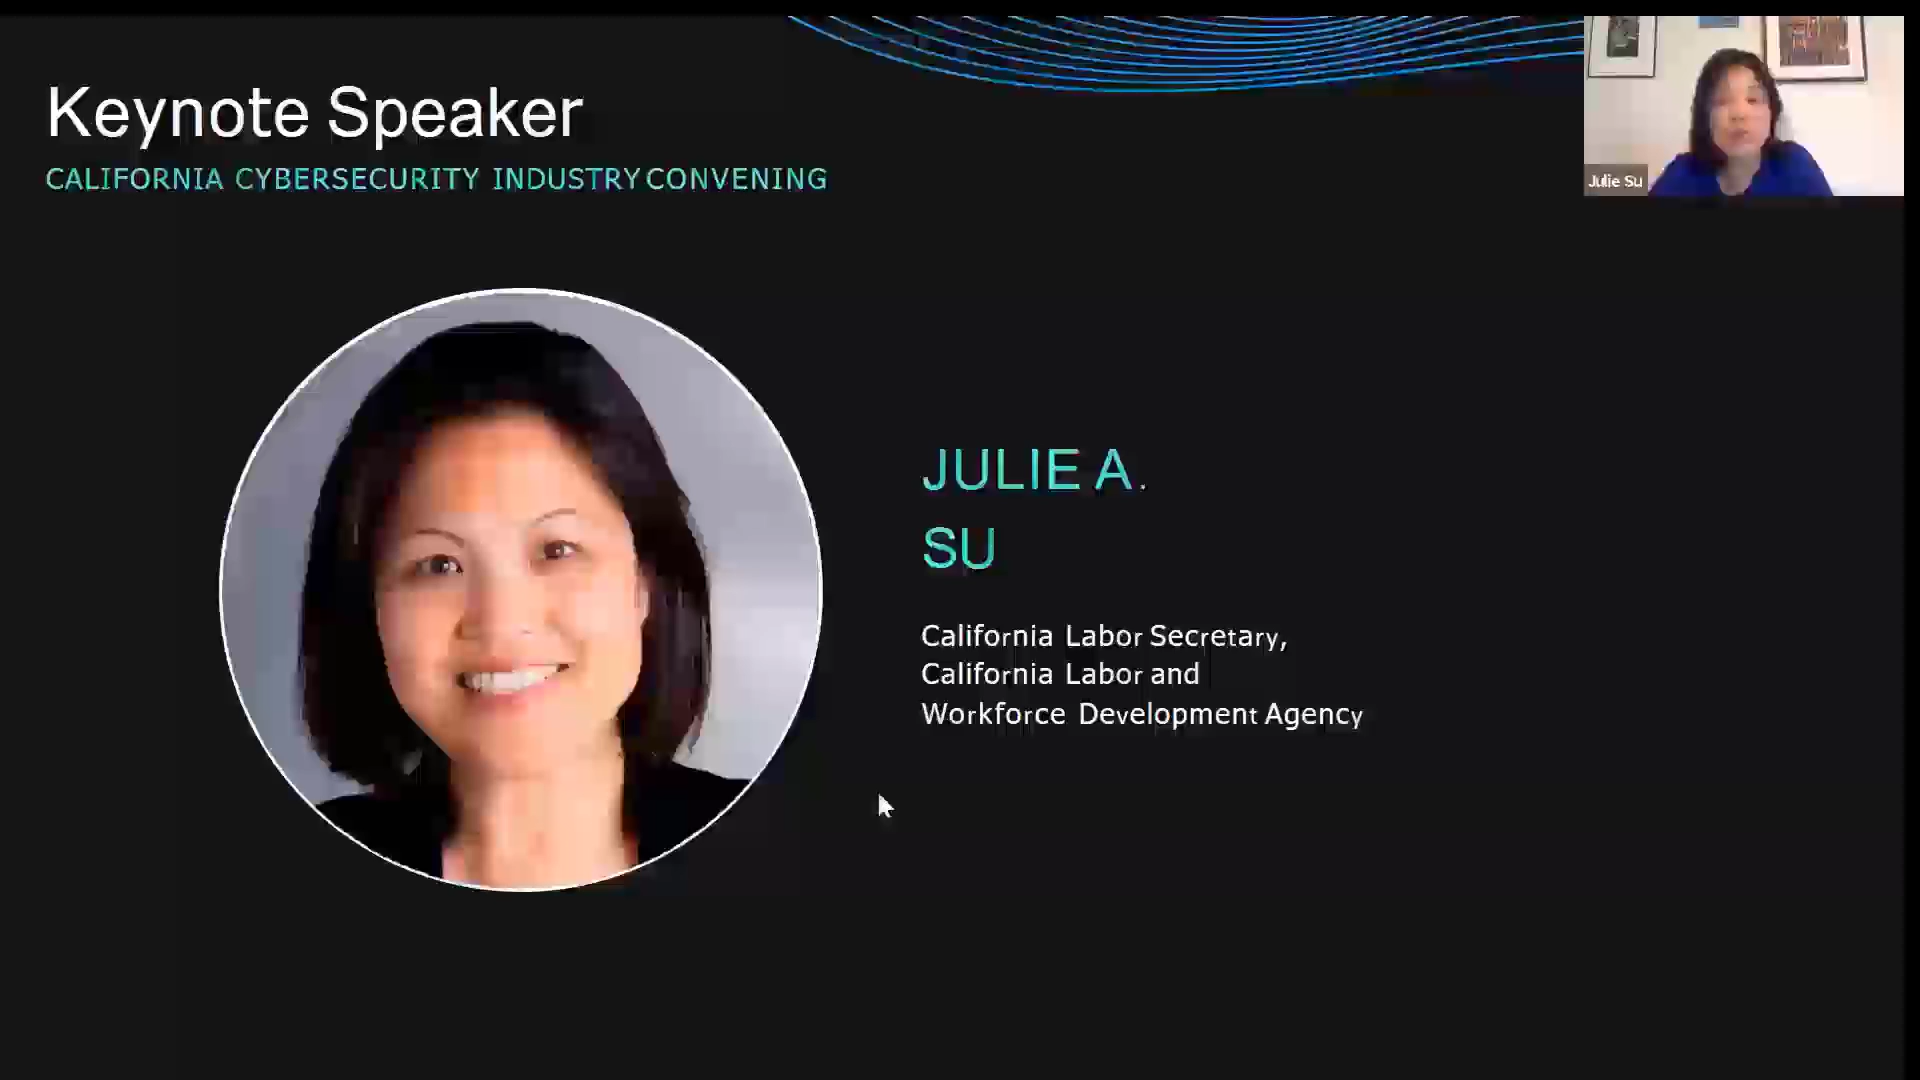 Keynote Speaker
CALIFORNIA CYBERSECURITY INDUSTRY CONVENING
Julie Su
JULIE A.
SU
California Labor Secretary,
California Labor and
Workforce Development Agency